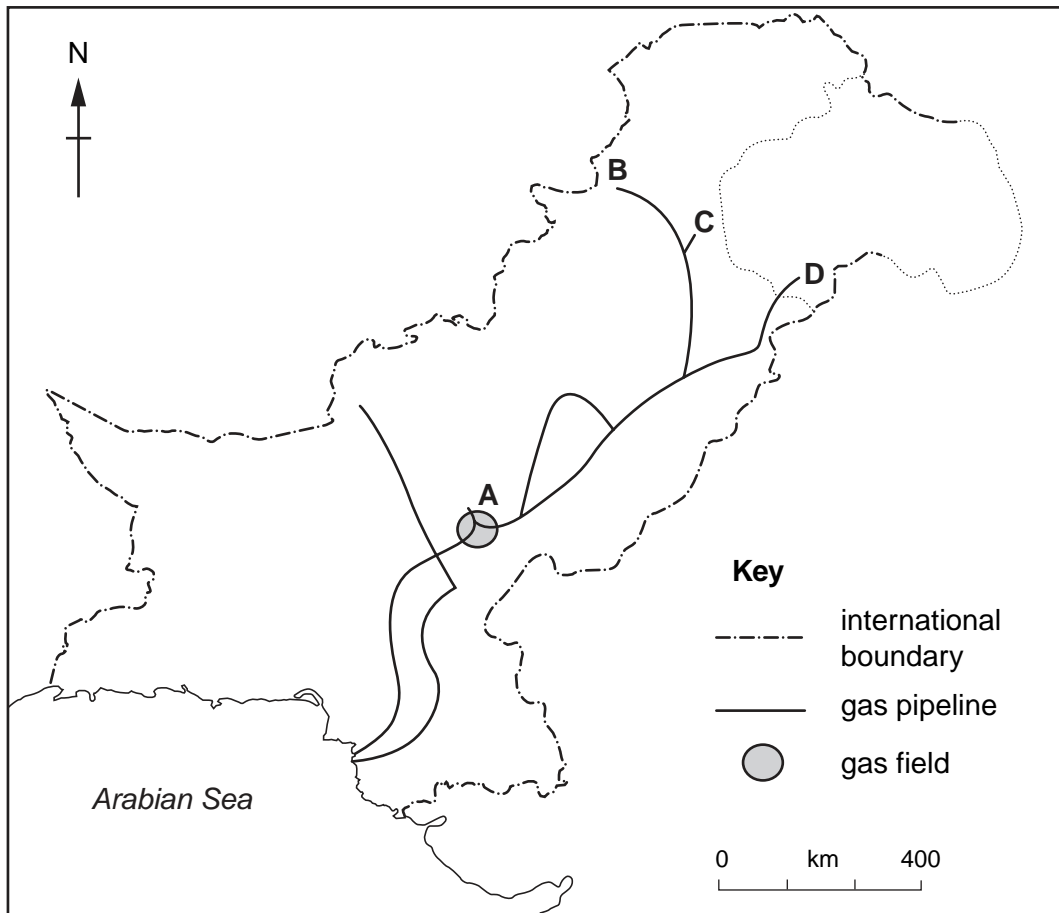 N
B
C
D
A
Key
international
boundary
gas pipeline
gas field
Arabian Sea
0 km 400